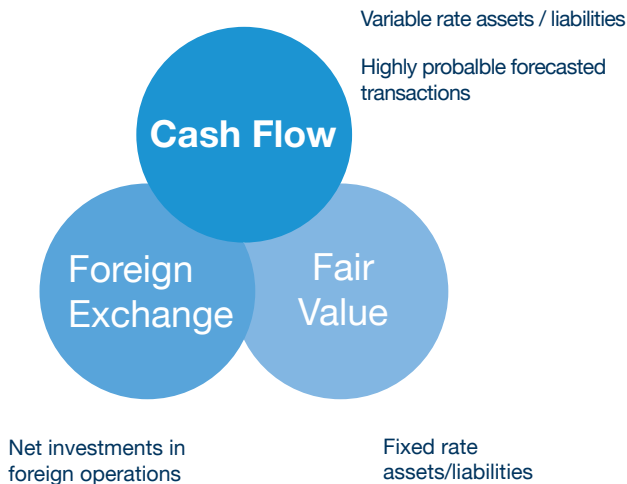 Variable rate assets / liabilities
Highly probalble forecasted
transactions
Cash Flow
Foreign
Exchange
Fair
Value
Net investments in
foreign operations
Fixed rate
assets/liabilities